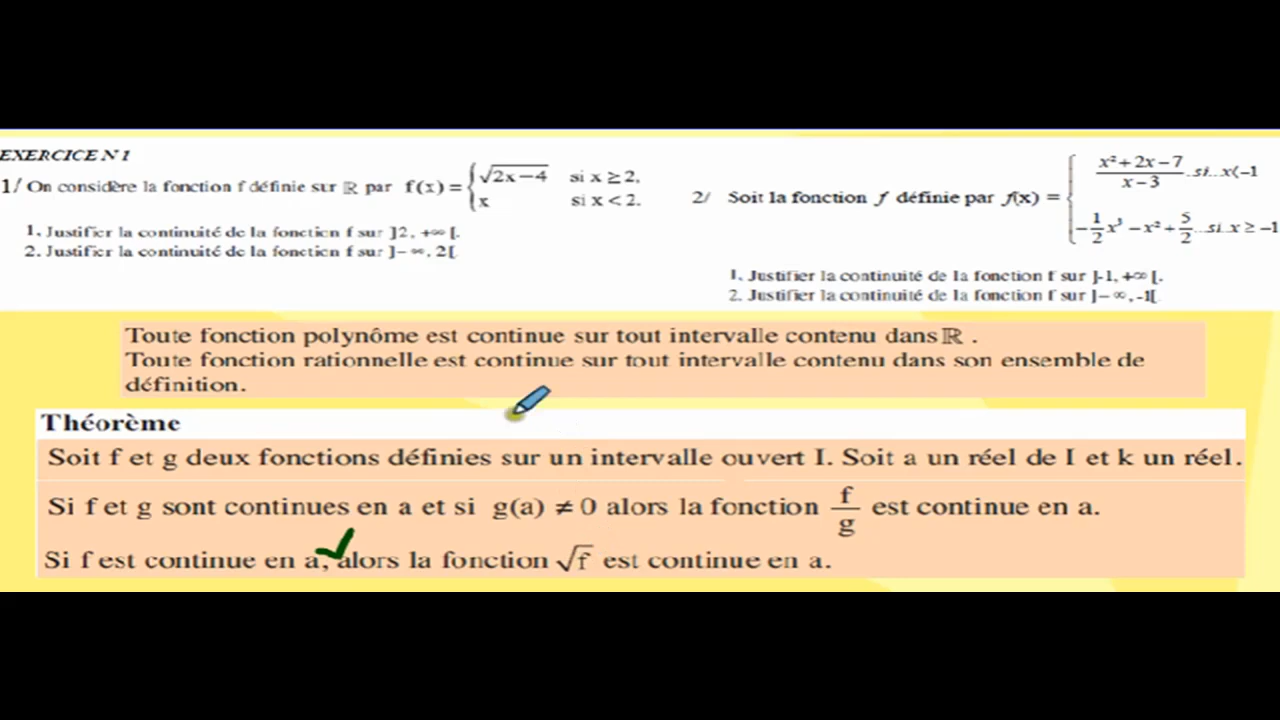 EXERCICE N 1
1/ On considère la fonction f définie sur ℝ par f(x) = { √2x−4 si x ≥ 2,
x si x < 2.
1. Justifier la continuité de la fonction f sur ]2, +∞ [.
2. Justifier la continuité de la fonction f sur ]− ∞, 2[
2/ Soit la fonction f définie par f(x) = { x² + 2x − 7 / x − 3 ..si..x⟨−1
−1/2 x³ − x² + 5/2 ..si x ≥ −1
1. Justifier la continuité de la fonction f sur ]-1, +∞ [.
2. Justifier la continuité de la fonction f sur ]− ∞, -1[
Toute fonction polynôme est continue sur tout intervalle contenu dans ℝ .
Toute fonction rationnelle est continue sur tout intervalle contenu dans son ensemble de
définition.
Théorème
Soit f et g deux fonctions définies sur un intervalle ouvert I. Soit a un réel de I et k un réel.
Si f et g sont continues en a et si g(a) ≠ 0 alors la fonction f/g est continue en a.
Si f est continue en a, alors la fonction √f est continue en a.